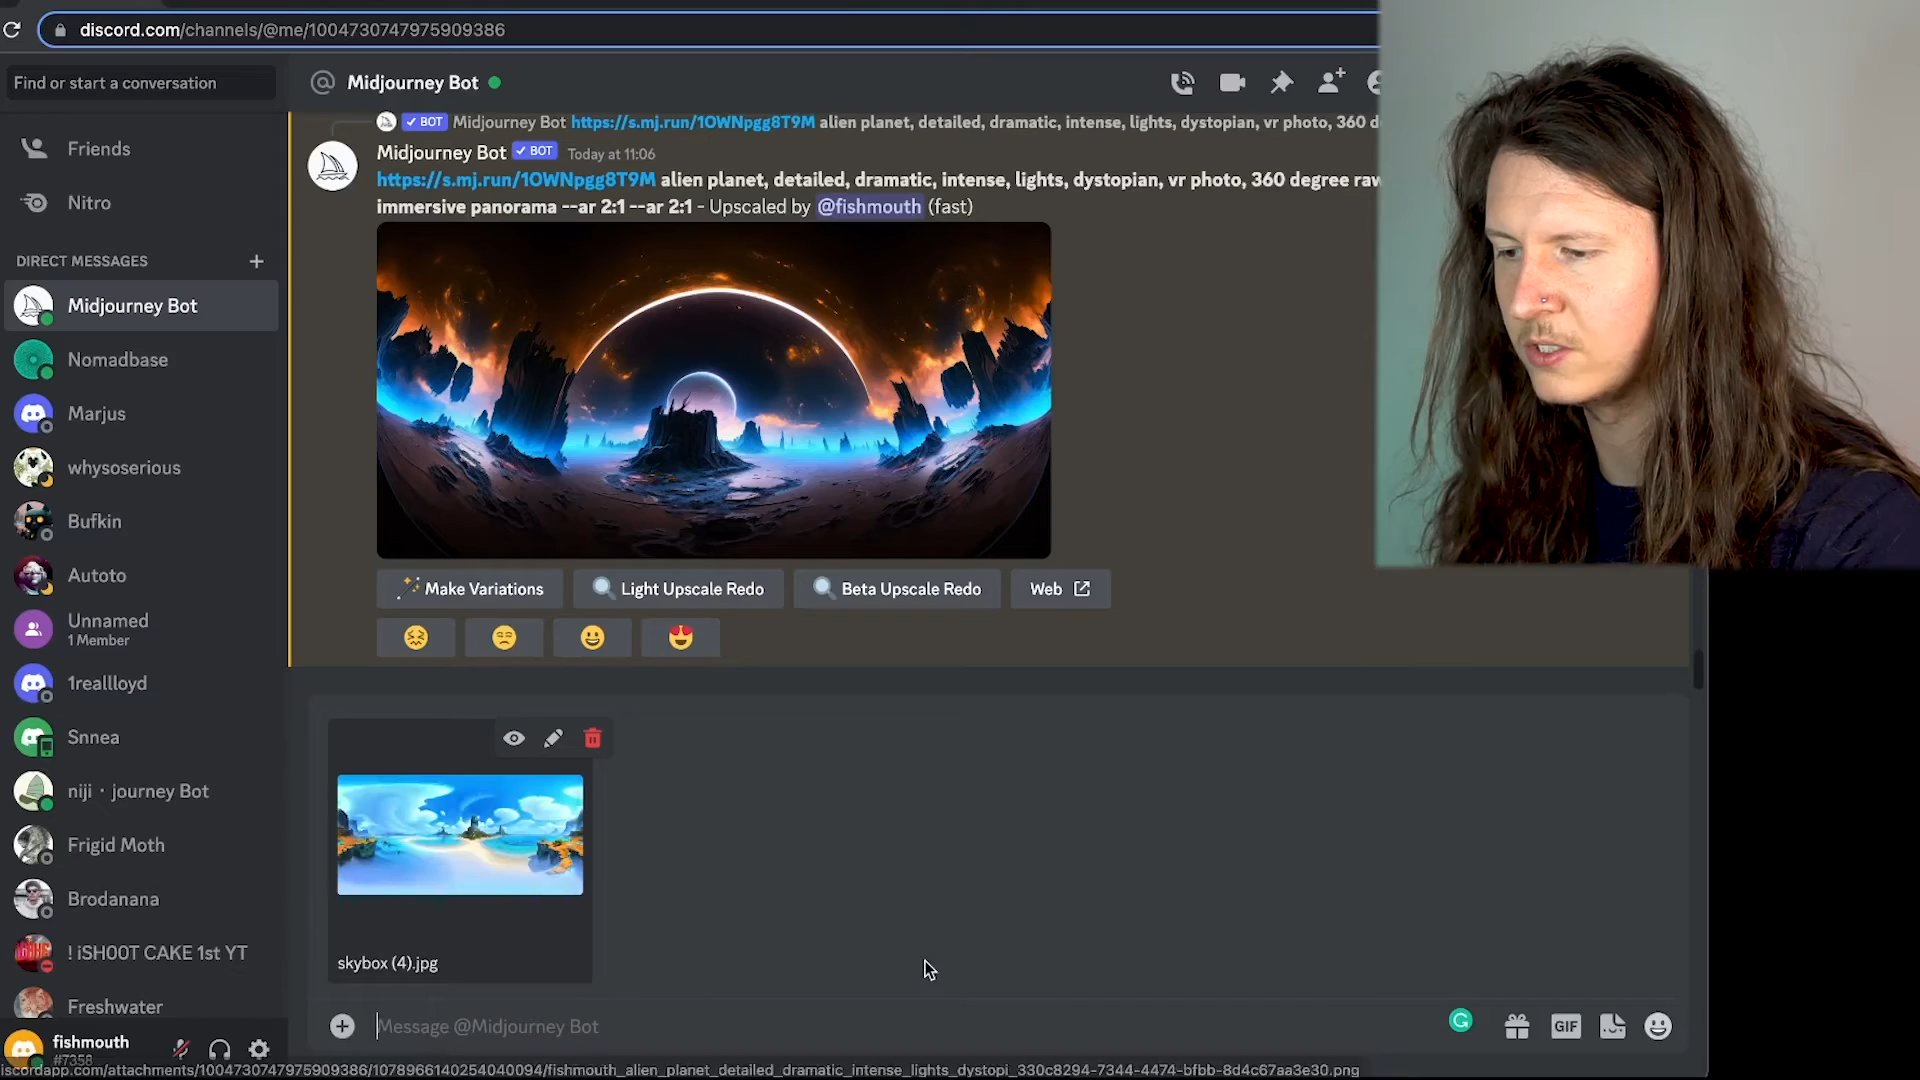 discord.com/channels/@me/1004730747975909386
Find or start a conversation
Midjourney Bot
BOT Midjourney Bot https://s.mj.run/1OWNpgg8T9M alien planet, detailed, dramatic, intense, lights, dystopian, vr photo, 360 d
Friends
Midjourney Bot BOT Today at 11:06
https://s.mj.run/1OWNpgg8T9M alien planet, detailed, dramatic, intense, lights, dystopian, vr photo, 360 degree raw
Nitro
immersive panorama --ar 2:1 --ar 2:1 - Upscaled by @fishmouth (fast)
DIRECT MESSAGES
Midjourney Bot
Nomadbase
Marjus
whysoserious
Bufkin
Autoto
Unnamed
1 Member
1reallloyd
Snnea
niji・journey Bot
Frigid Moth
Brodanana
! iSH00T CAKE 1st YT
Freshwater
fishmouth
#7358
Make Variations
Light Upscale Redo
Beta Upscale Redo
Web
skybox (4).jpg
Message @Midjourney Bot
GIF
iscordapp.com/attachments/1004730747975909386/1078966140254040094/fishmouth_alien_planet_detailed_dramatic_intense_lights_dystopi_330c8294-7344-4474-bfbb-8d4c67aa3e30.png